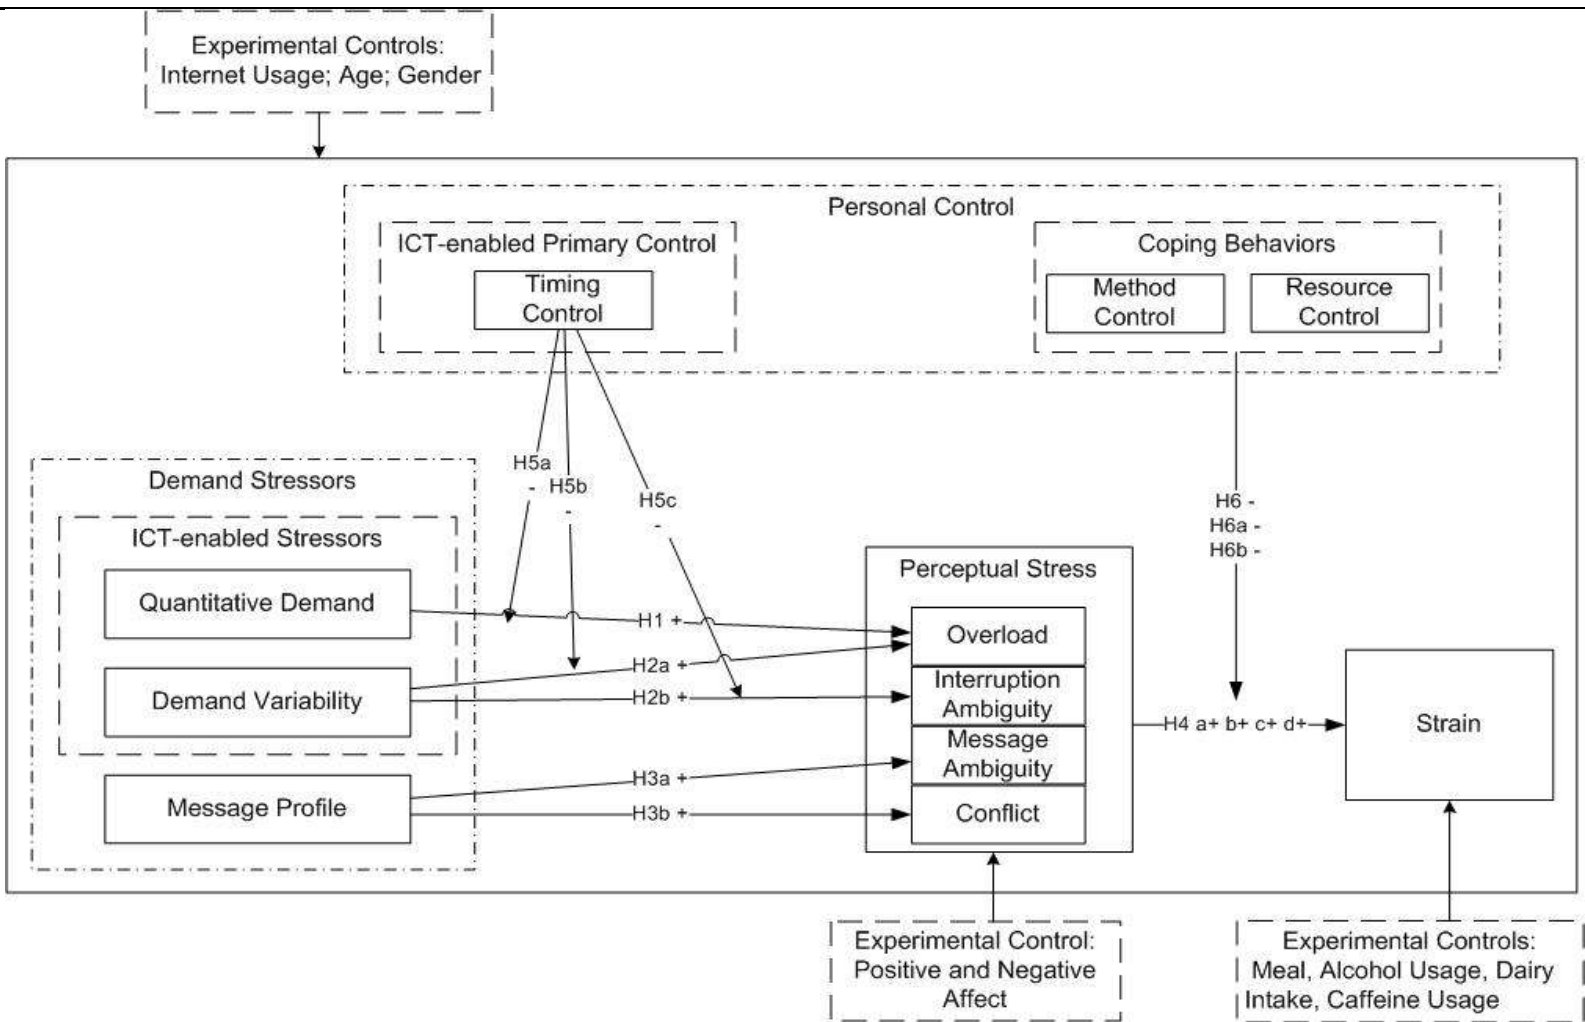 Experimental Controls:
Internet Usage; Age; Gender
Personal Control
ICT-enabled Primary Control
Timing
Control
Coping Behaviors
Method
Control
Resource
Control
H5a
-
H5b
-
H5c
-
H6 -
H6a -
H6b -
Demand Stressors
ICT-enabled Stressors
Quantitative Demand
Demand Variability
Message Profile
H1 +
H2a +
H2b +
H3a +
H3b +
Perceptual Stress
Overload
Interruption
Ambiguity
Message
Ambiguity
Conflict
H4 a+ b+ c+ d+
Strain
Experimental Control:
Positive and Negative
Affect
Experimental Controls:
Meal, Alcohol Usage, Dairy
Intake, Caffeine Usage